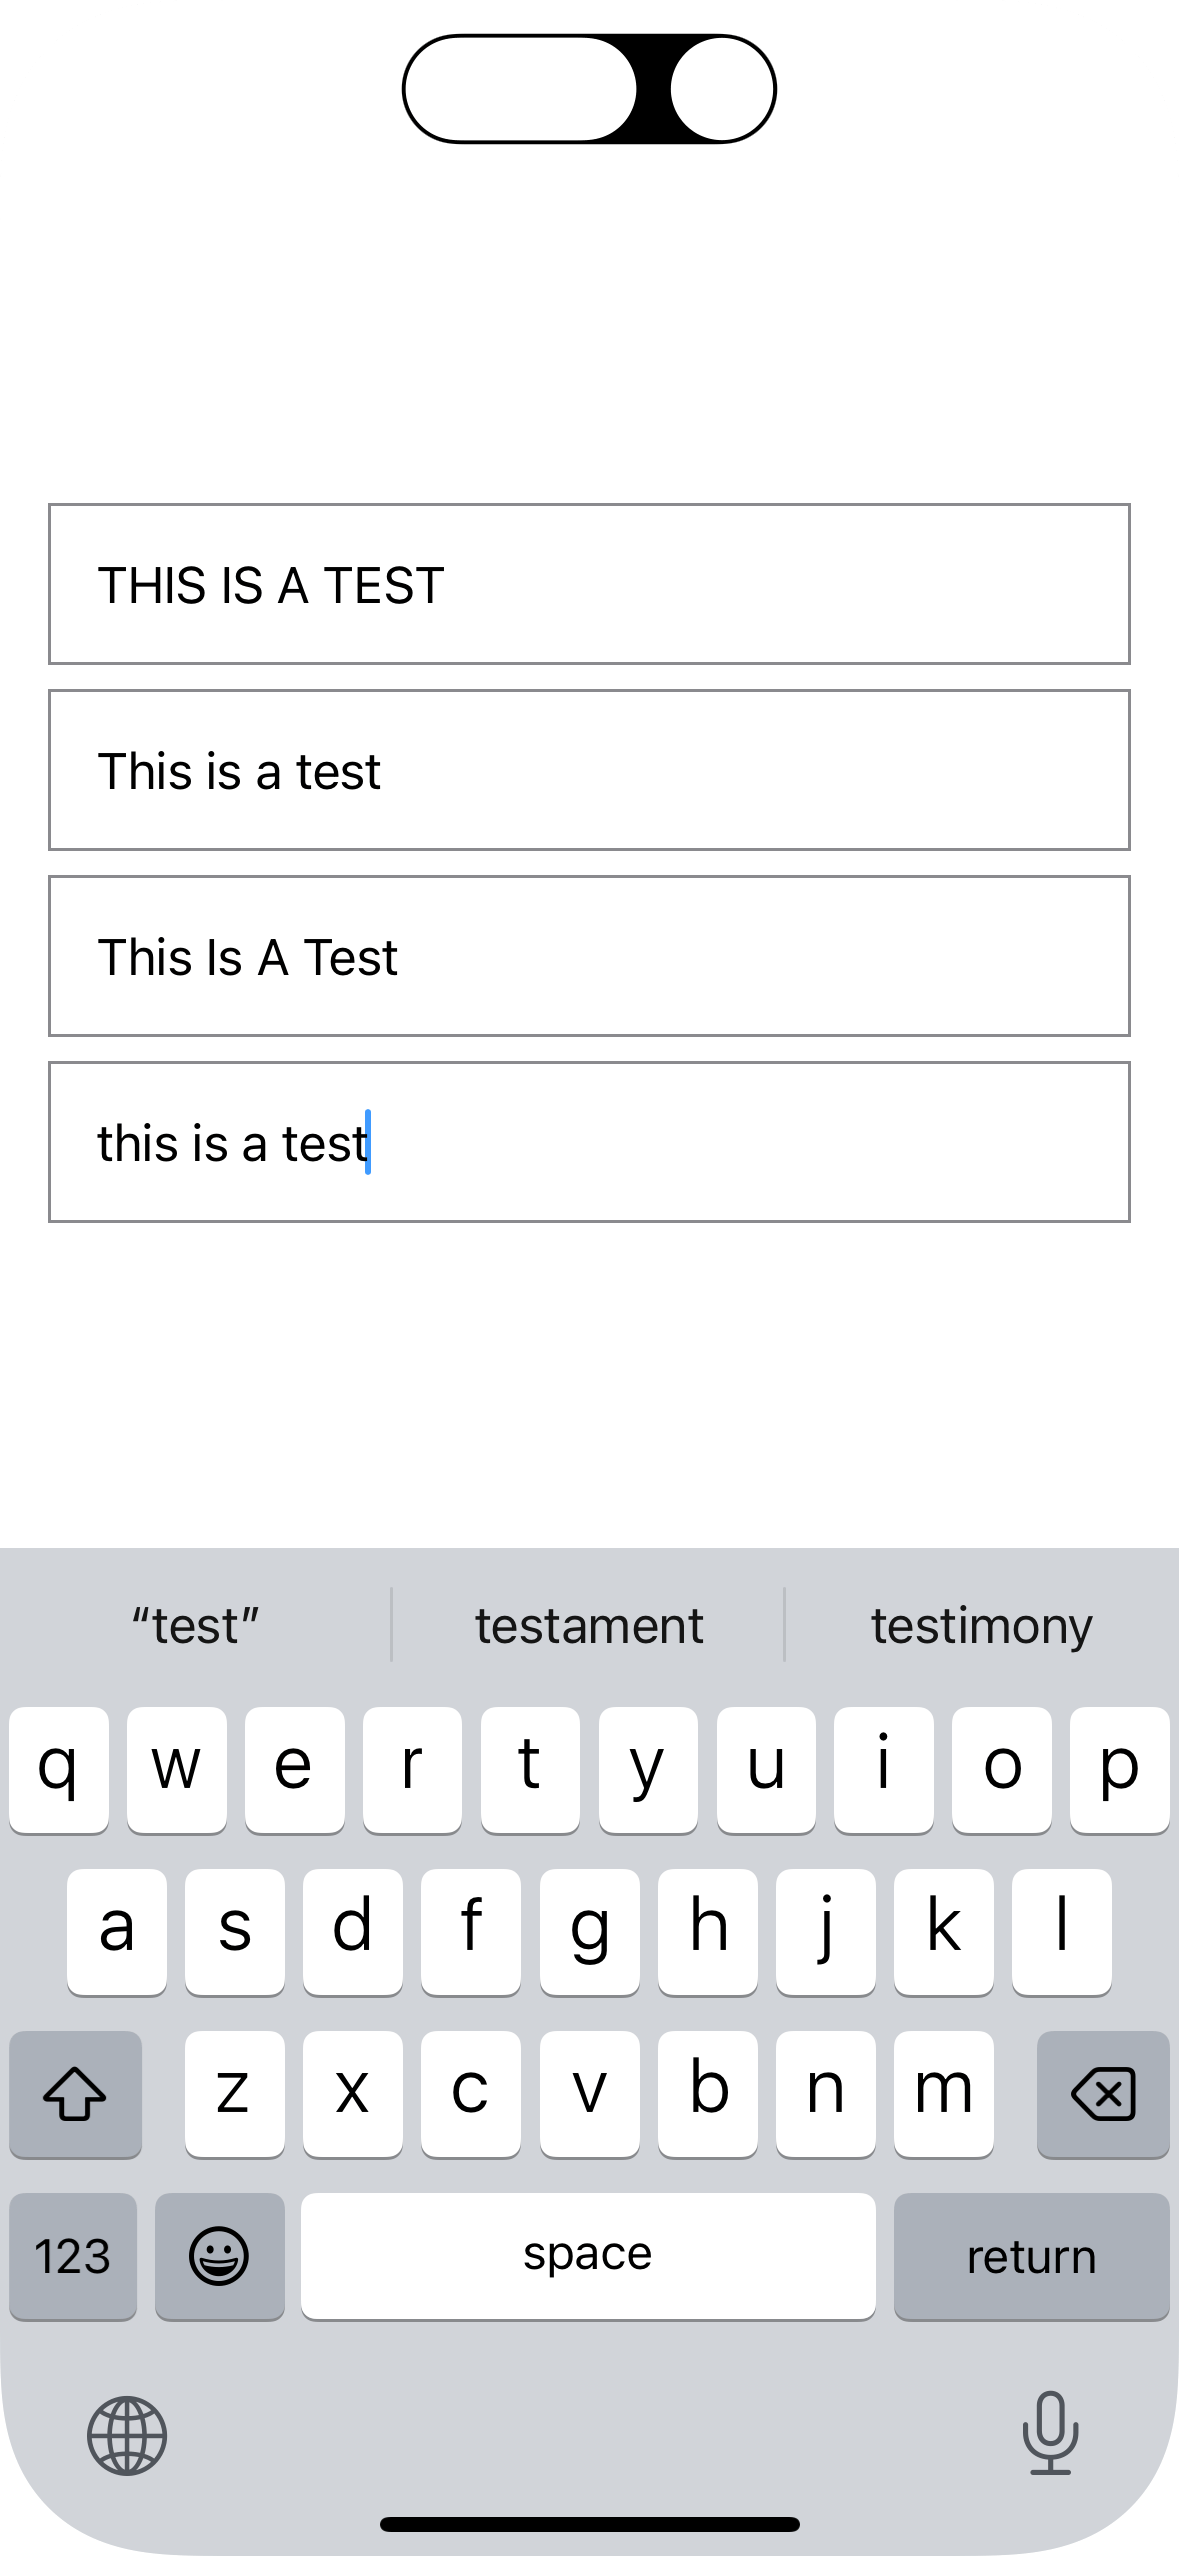 THIS IS A TEST
This is a test
This Is A Test
this is a test
“test” testament testimony
q w e r t y u i o p
a s d f g h j k l
z x c v b n m
123 space return